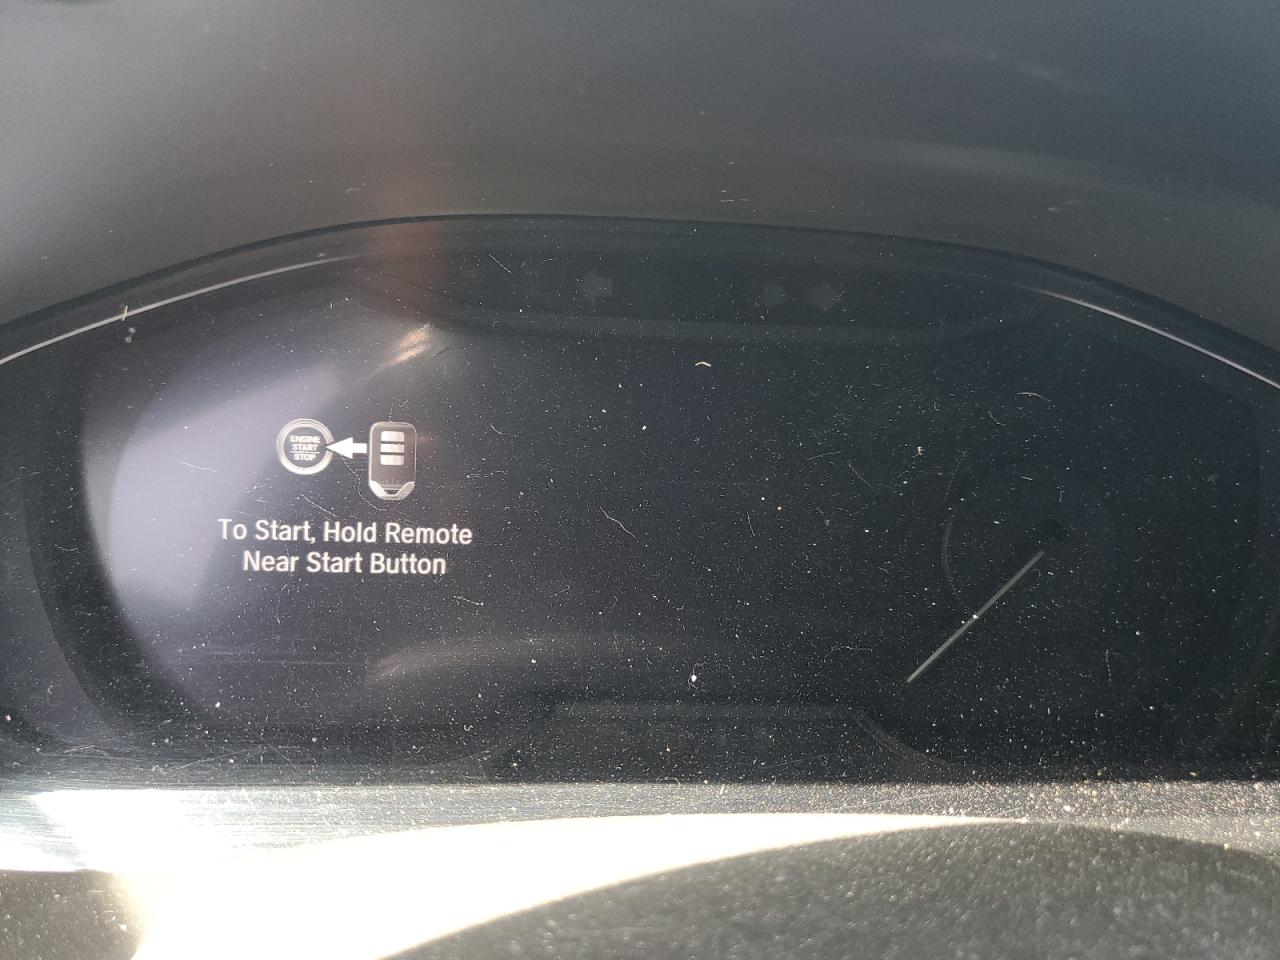 ENGINE
START
STOP
To Start, Hold Remote
Near Start Button